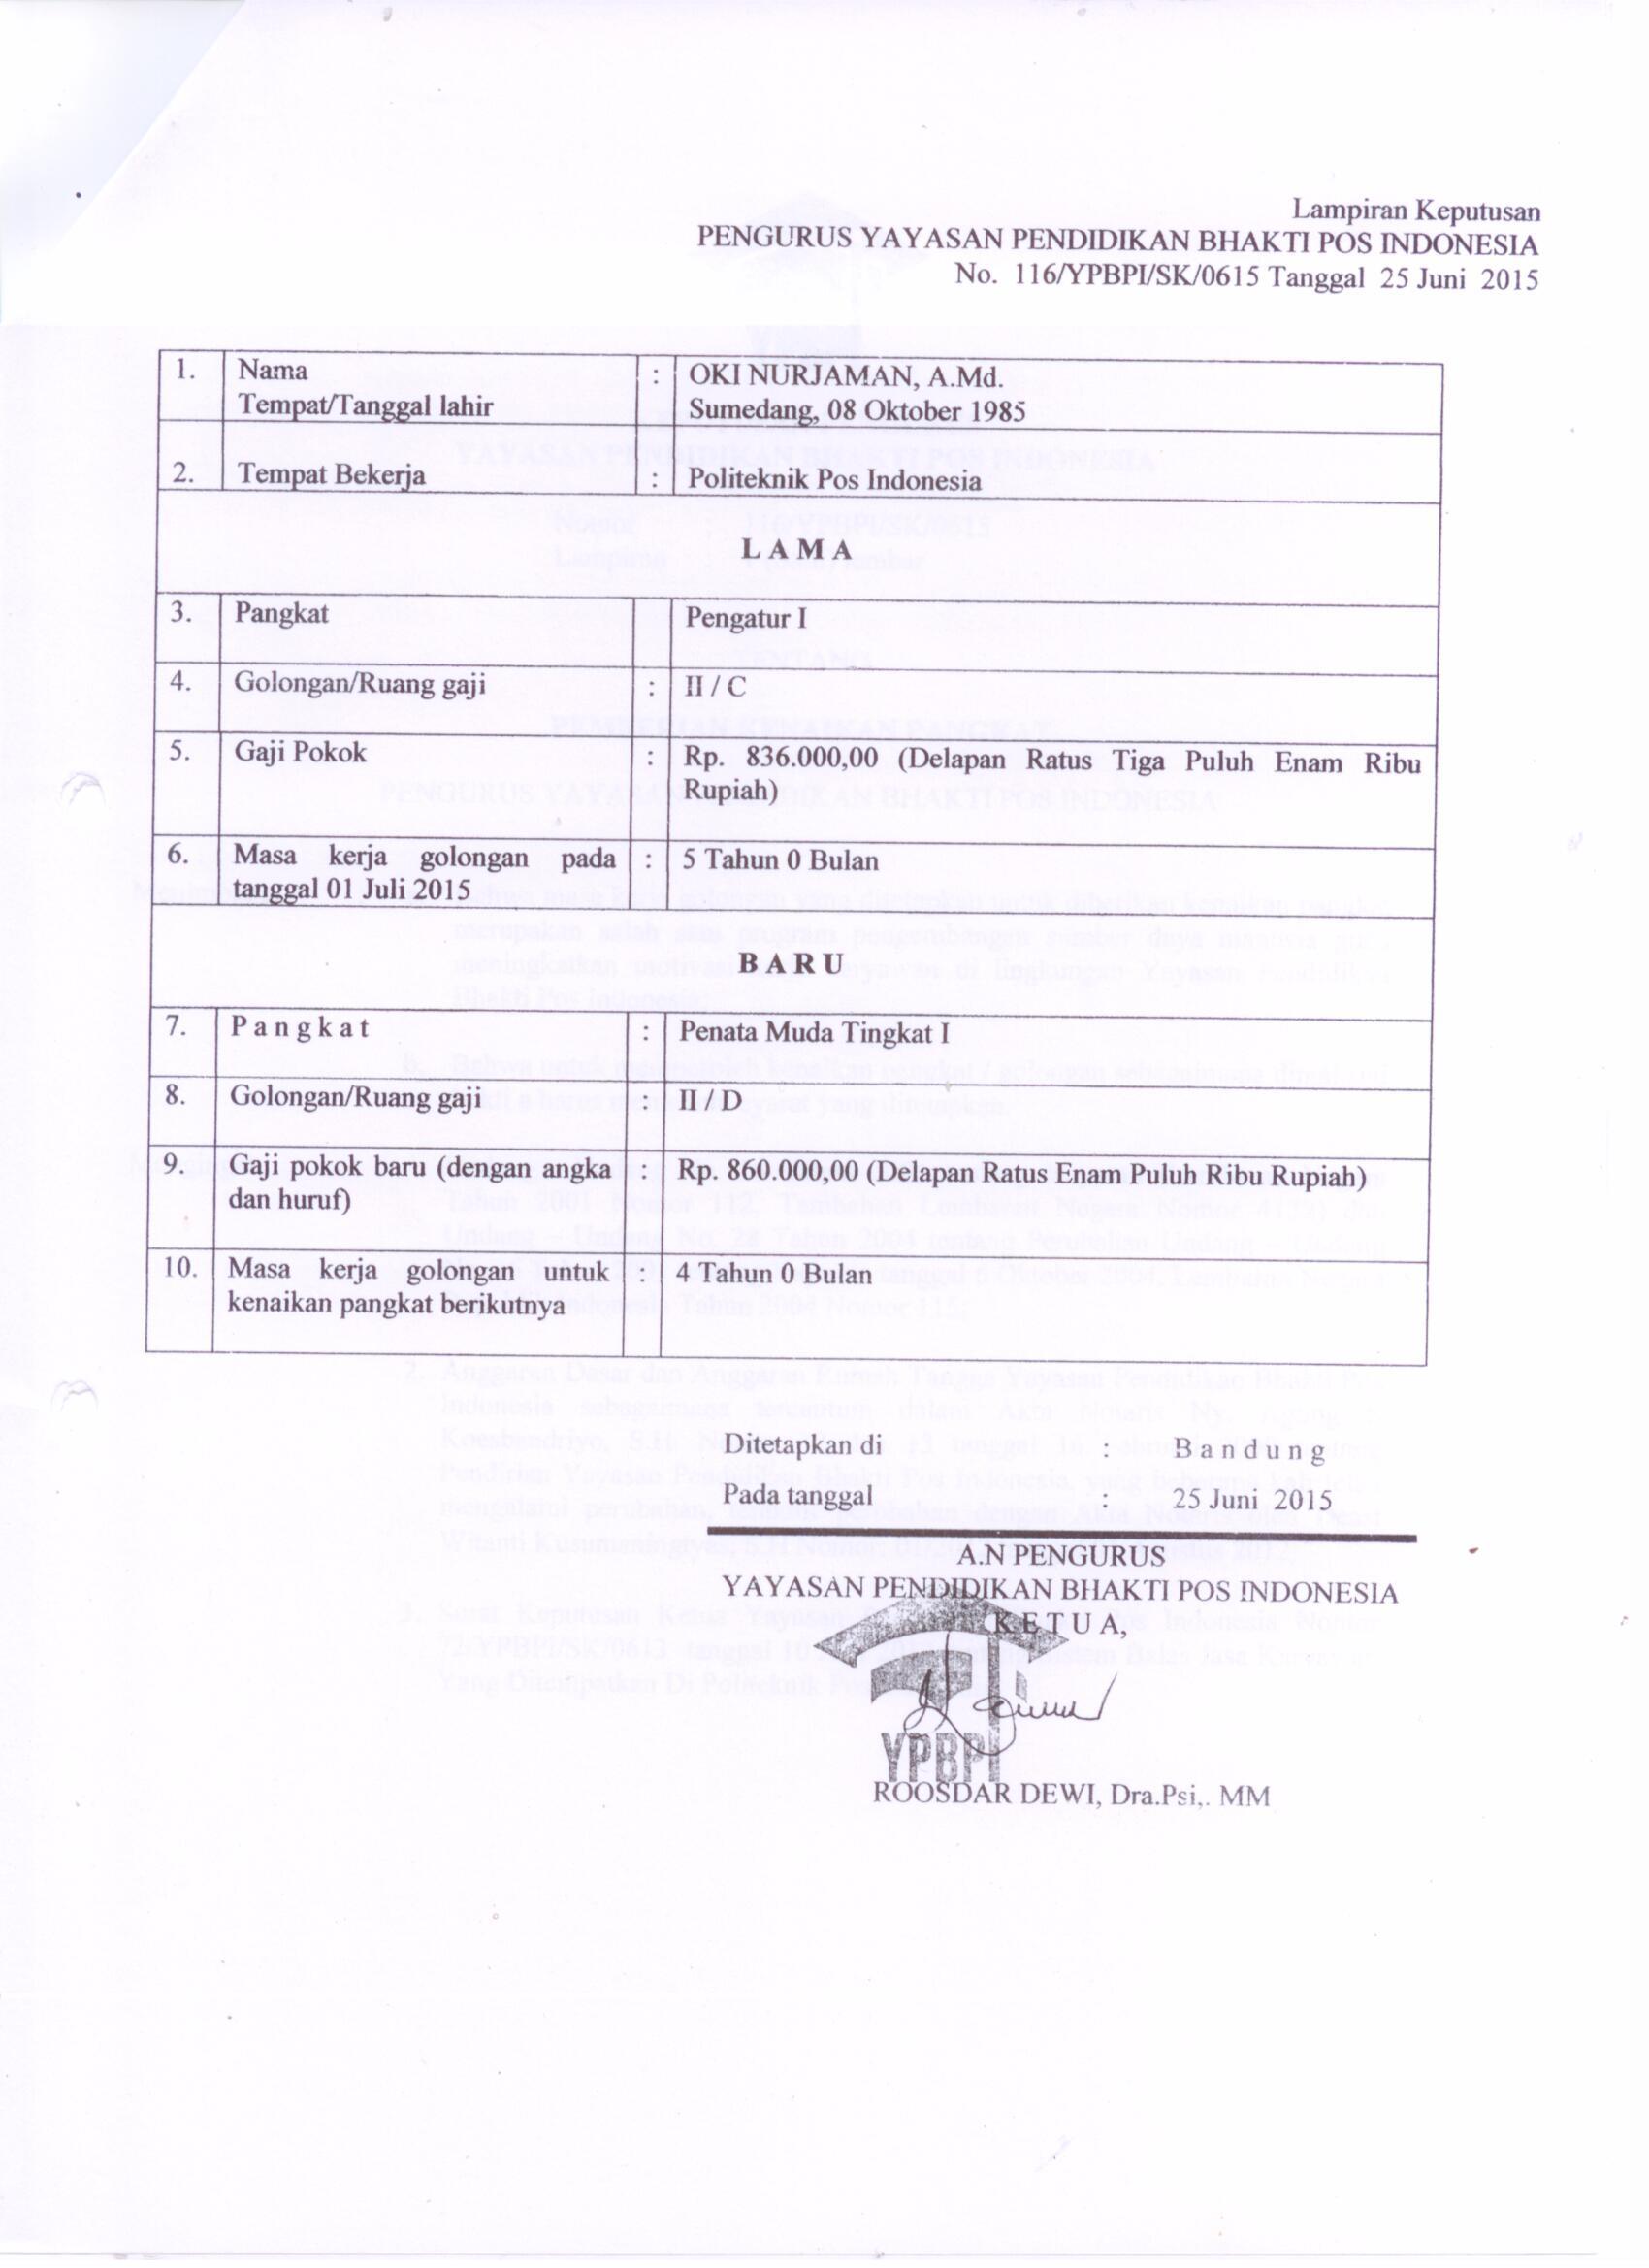 Lampiran Keputusan
PENGURUS YAYASAN PENDIDIKAN BHAKTI POS INDONESIA
No. 116/YPBPI/SK/0615 Tanggal 25 Juni 2015
1. Nama : OKI NURJAMAN, A.Md.
Tempat/Tanggal lahir Sumedang, 08 Oktober 1985
2. Tempat Bekerja : Politeknik Pos Indonesia
L A M A
3. Pangkat Pengatur I
4. Golongan/Ruang gaji : II / C
5. Gaji Pokok : Rp. 836.000,00 (Delapan Ratus Tiga Puluh Enam Ribu
Rupiah)
6. Masa kerja golongan pada : 5 Tahun 0 Bulan
tanggal 01 Juli 2015
B A R U
7. P a n g k a t : Penata Muda Tingkat I
8. Golongan/Ruang gaji : II / D
9. Gaji pokok baru (dengan angka : Rp. 860.000,00 (Delapan Ratus Enam Puluh Ribu Rupiah)
dan huruf)
10. Masa kerja golongan untuk : 4 Tahun 0 Bulan
kenaikan pangkat berikutnya
Ditetapkan di : B a n d u n g
Pada tanggal : 25 Juni 2015
A.N PENGURUS
YAYASAN PENDIDIKAN BHAKTI POS INDONESIA
K E T U A,
YPBPI
ROOSDAR DEWI, Dra.Psi,. MM